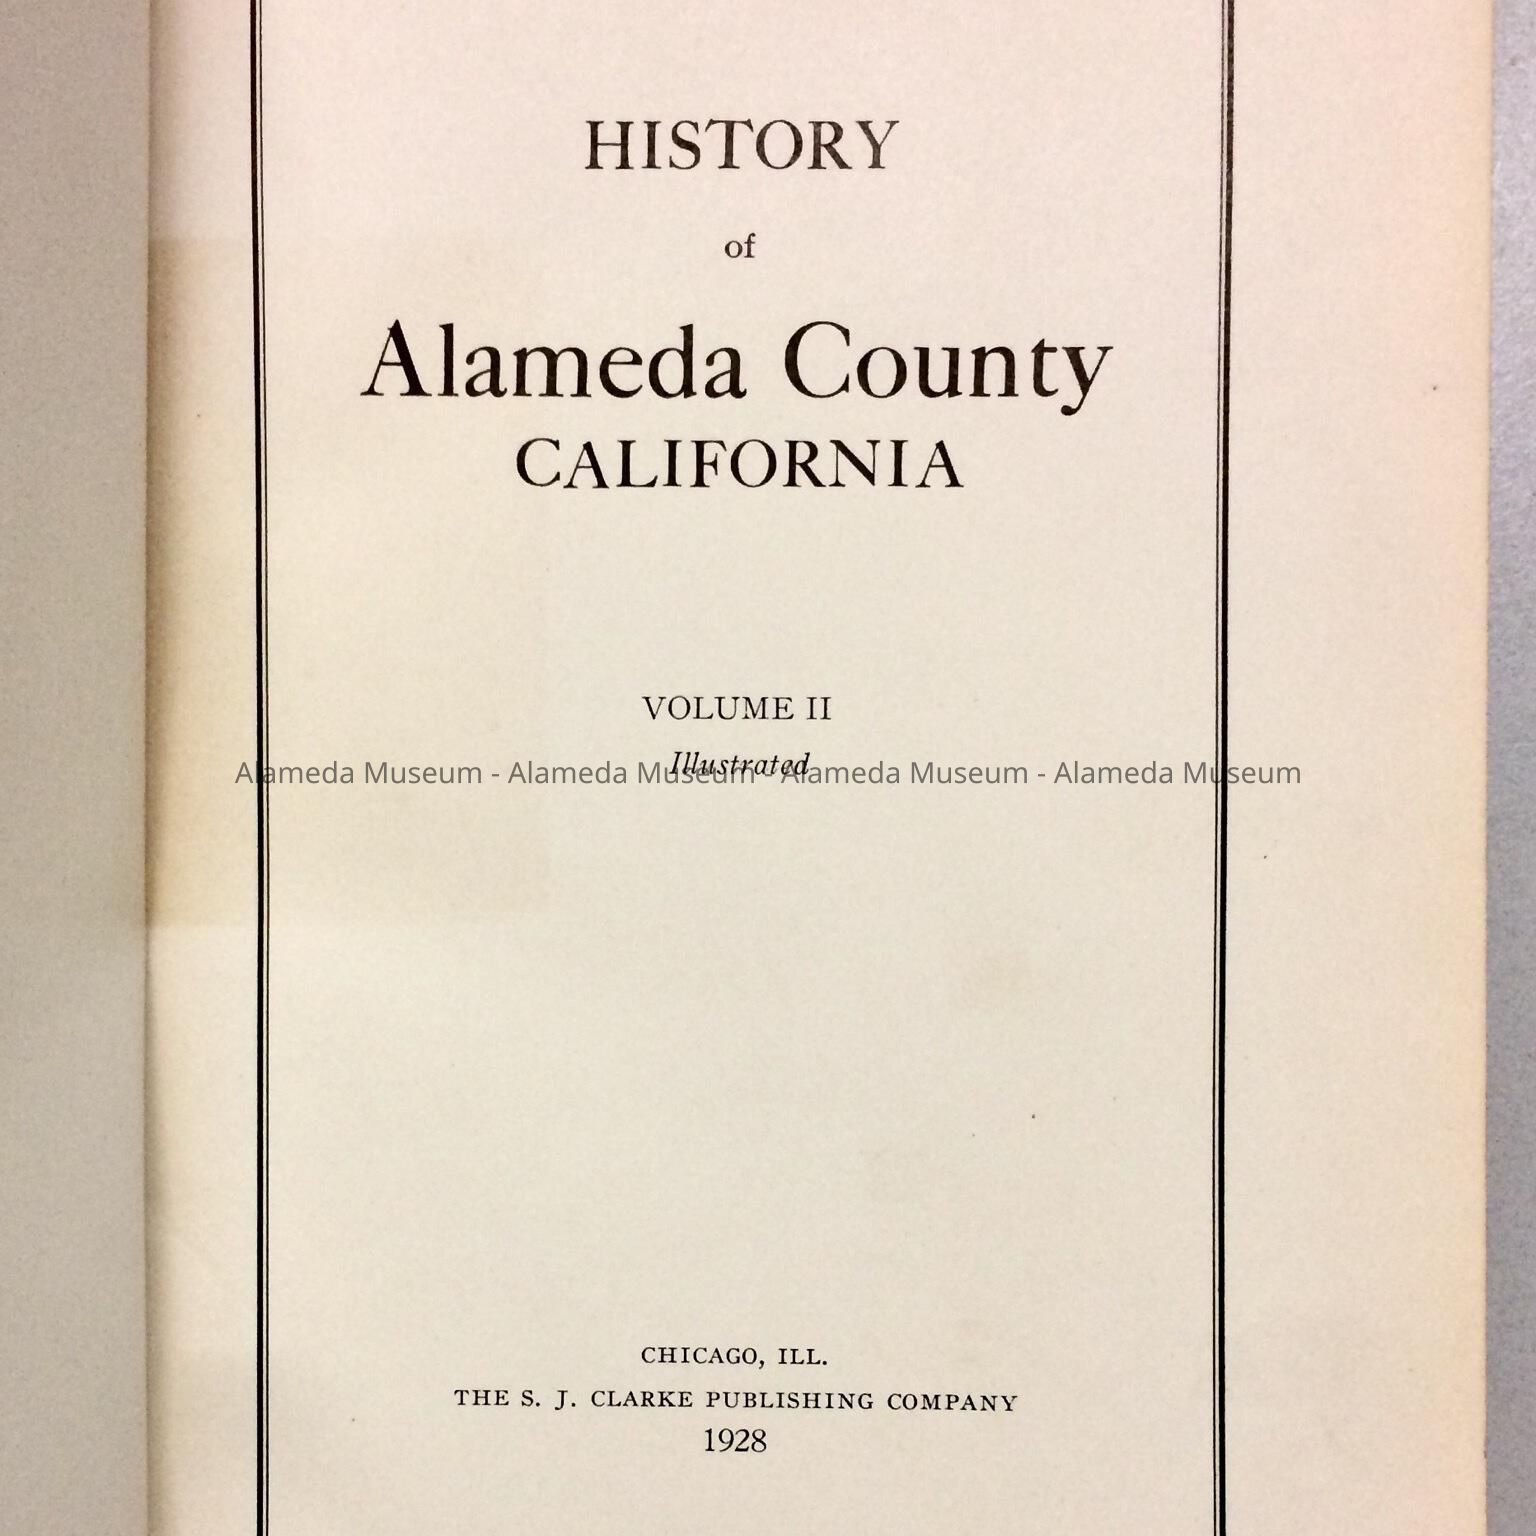 HISTORY
of
Alameda County
CALIFORNIA
VOLUME II
Illustrated
Alameda Museum - Alameda Museum - Alameda Museum - Alameda Museum
CHICAGO, ILL.
THE S. J. CLARKE PUBLISHING COMPANY
1928